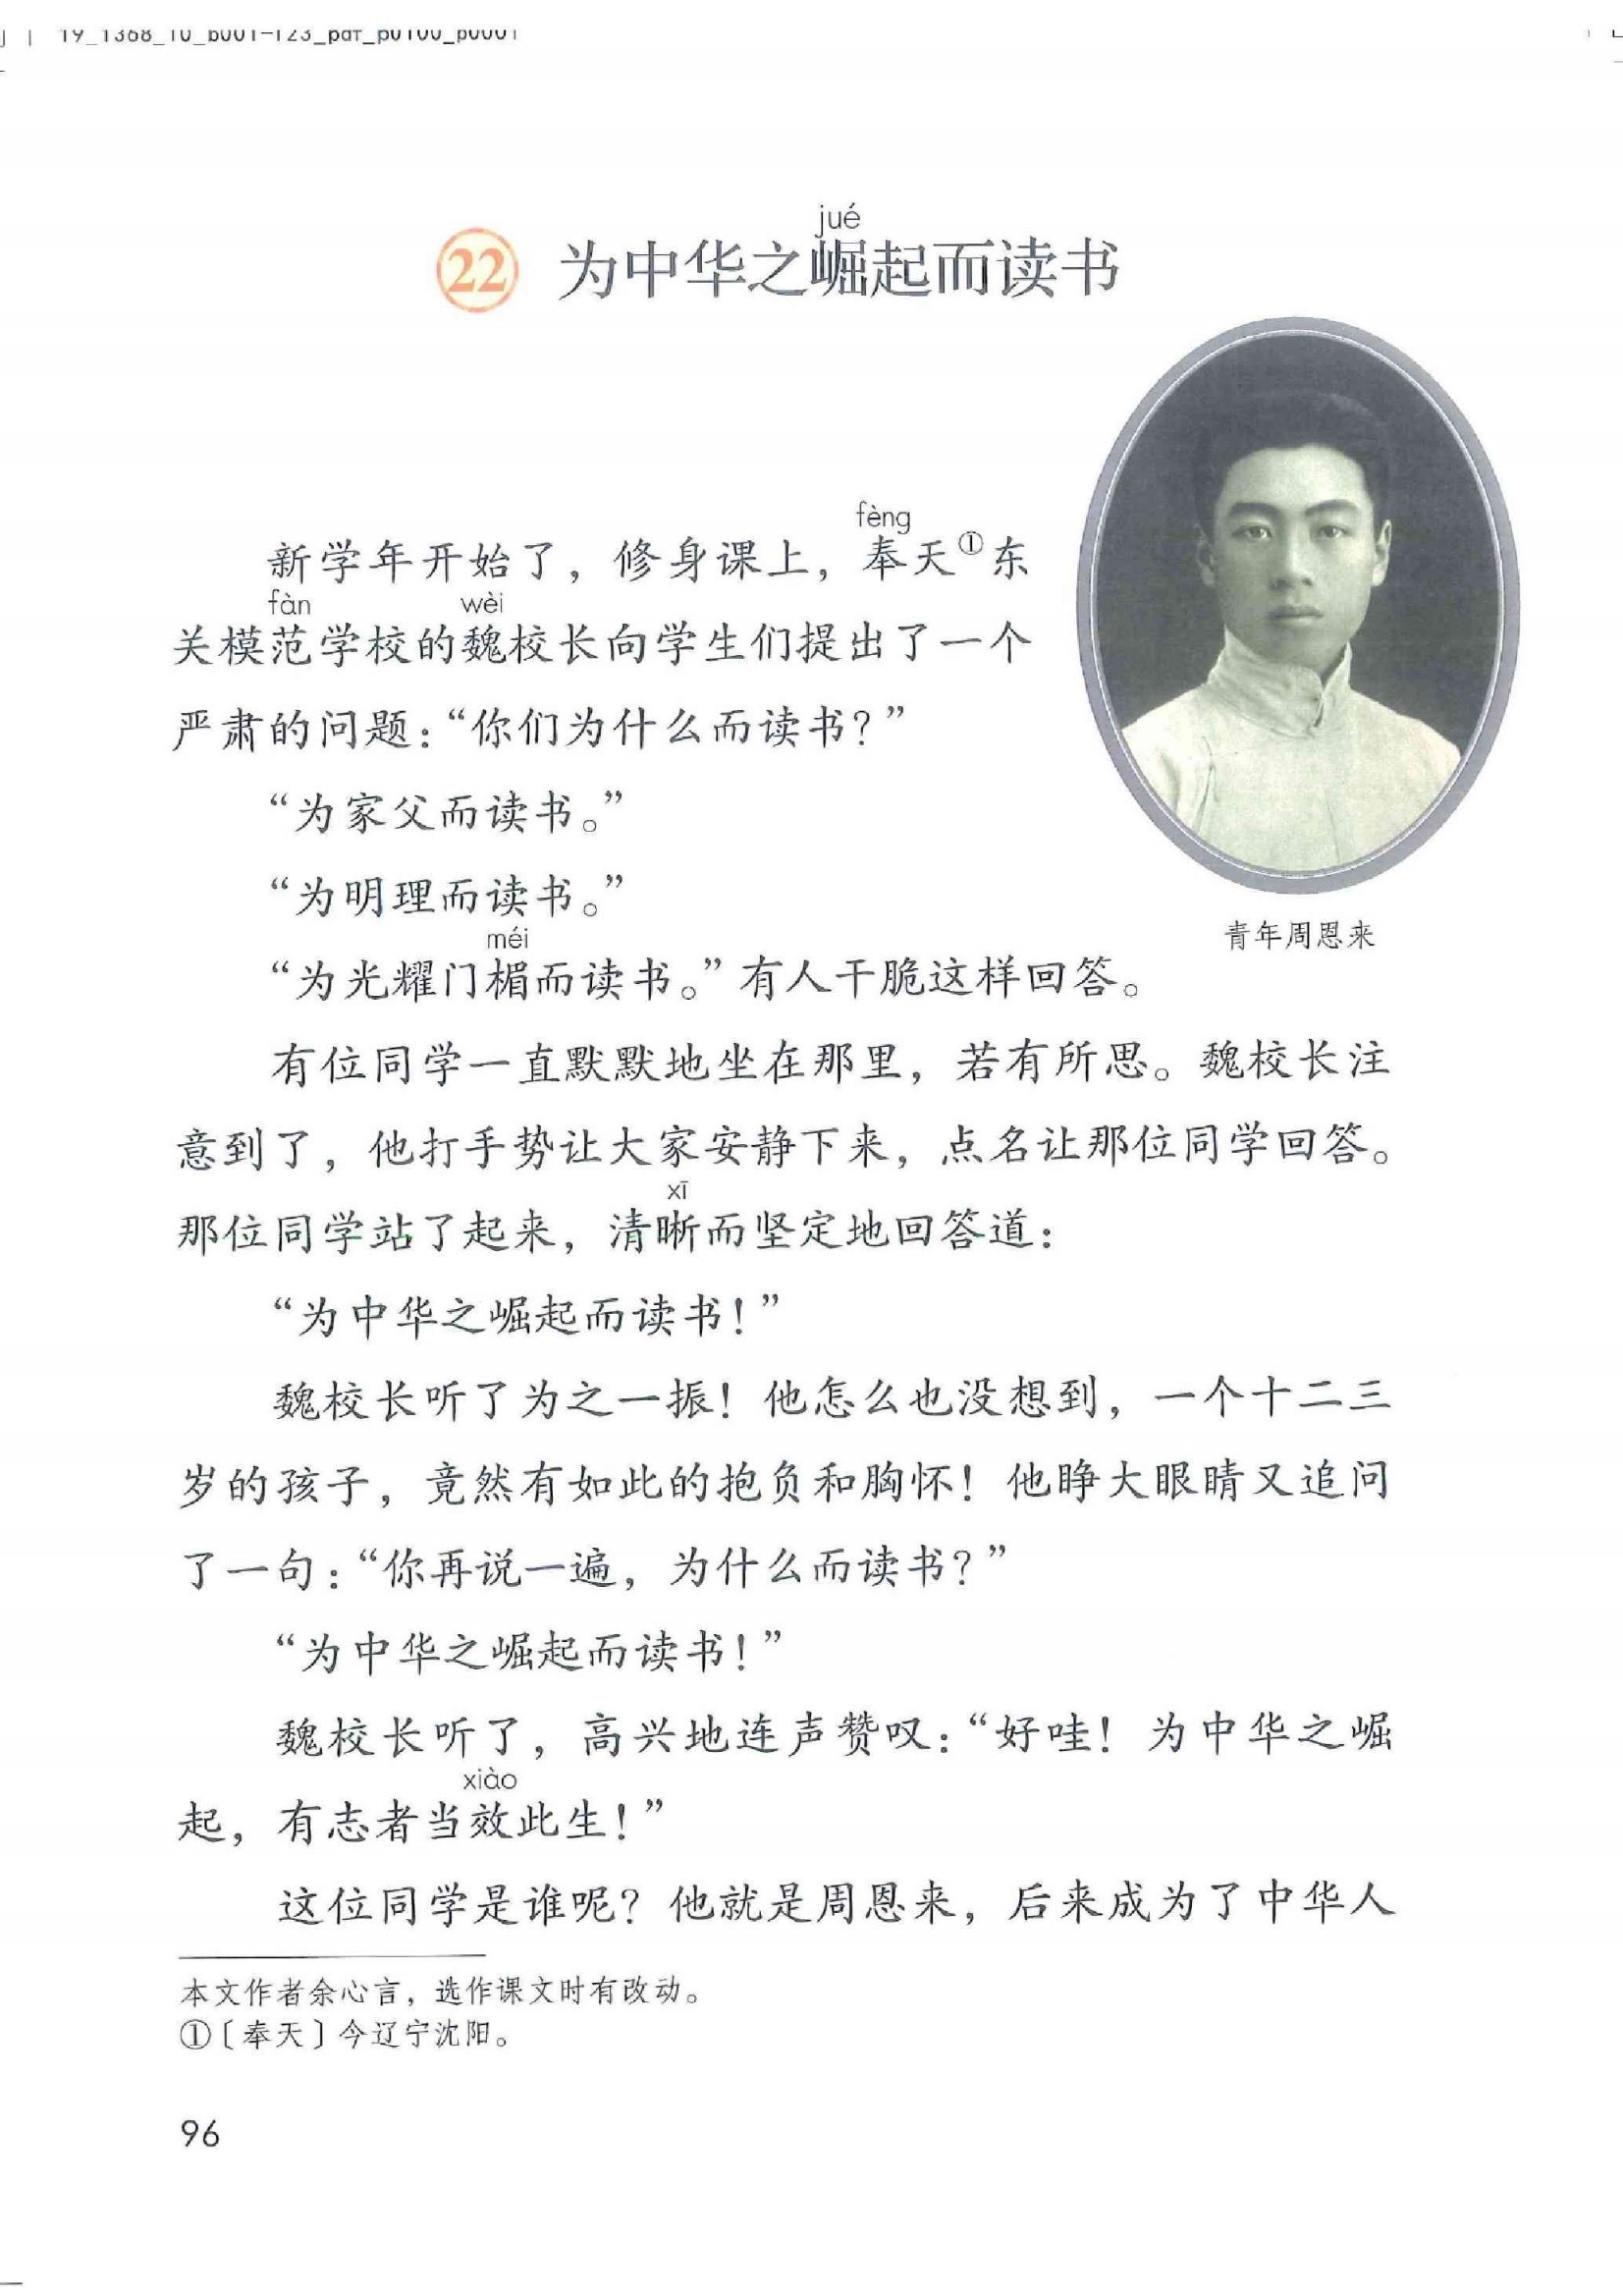 jué
22 为中华之崛起而读书
fèng
新学年开始了，修身课上，奉天①东
fàn wèi
关模范学校的魏校长向学生们提出了一个
严肃的问题：“你们为什么而读书？”
“为家父而读书。”
“为明理而读书。”
青年周恩来
méi
“为光耀门楣而读书。”有人干脆这样回答。
有位同学一直默默地坐在那里，若有所思。魏校长注
意到了，他打手势让大家安静下来，点名让那位同学回答。
xī
那位同学站了起来，清晰而坚定地回答道：
“为中华之崛起而读书！”
魏校长听了为之一振！他怎么也没想到，一个十二三
岁的孩子，竟然有如此的抱负和胸怀！他睁大眼睛又追问
了一句：“你再说一遍，为什么而读书？”
“为中华之崛起而读书！”
魏校长听了，高兴地连声赞叹：“好哇！为中华之崛
xiào
起，有志者当效此生！”
这位同学是谁呢？他就是周恩来，后来成为了中华人
本文作者余心言，选作课文时有改动。
①〔奉天〕今辽宁沈阳。
96